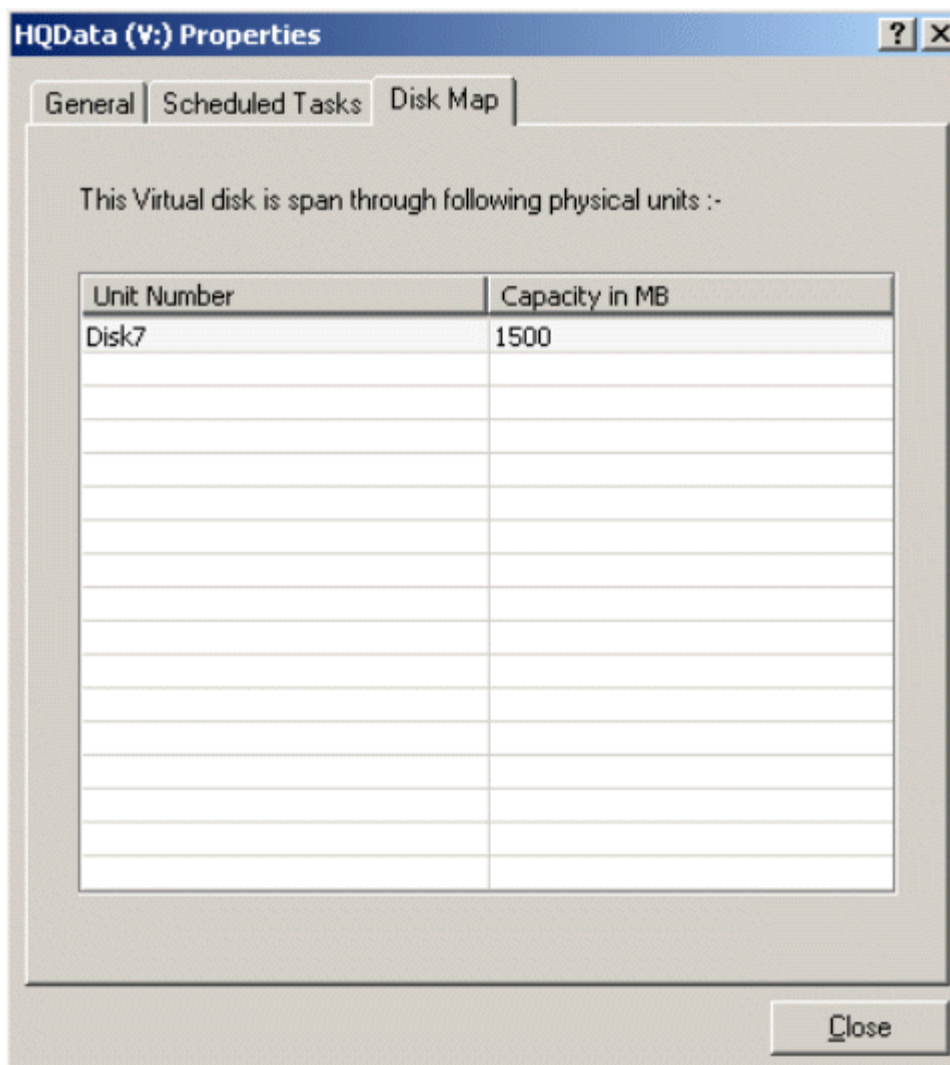 HQData (V:) Properties
General Scheduled Tasks Disk Map
This Virtual disk is span through following physical units :-
Unit Number Capacity in MB
Disk7 1500
Close